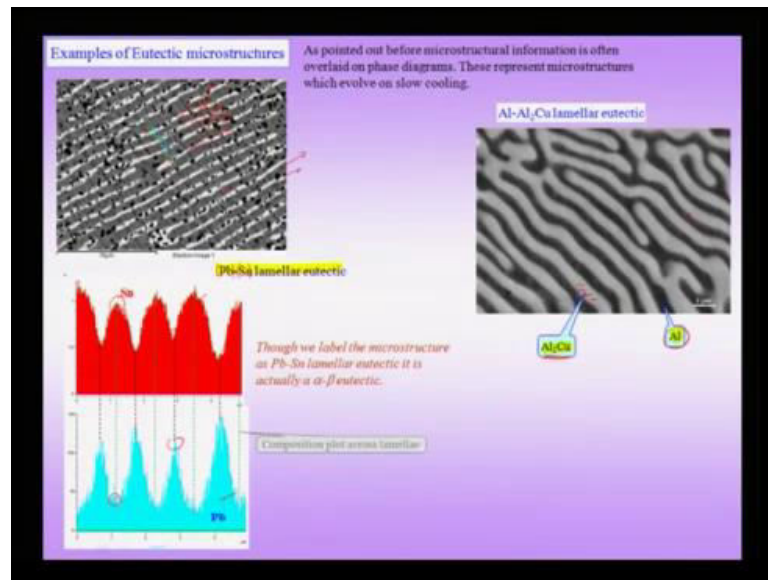 Examples of Eutectic microstructures
As pointed out before microstructural information is often
overlaid on phase diagrams. These represent microstructures
which evolve on slow cooling.
Al-Al₂Cu lamellar eutectic
Pb-Sn lamellar eutectic
Sn
Though we label the microstructure
as Pb-Sn lamellar eutectic it is
actually a α-β eutectic.
Al₂Cu
Al
Composition plot across lamellae
Pb